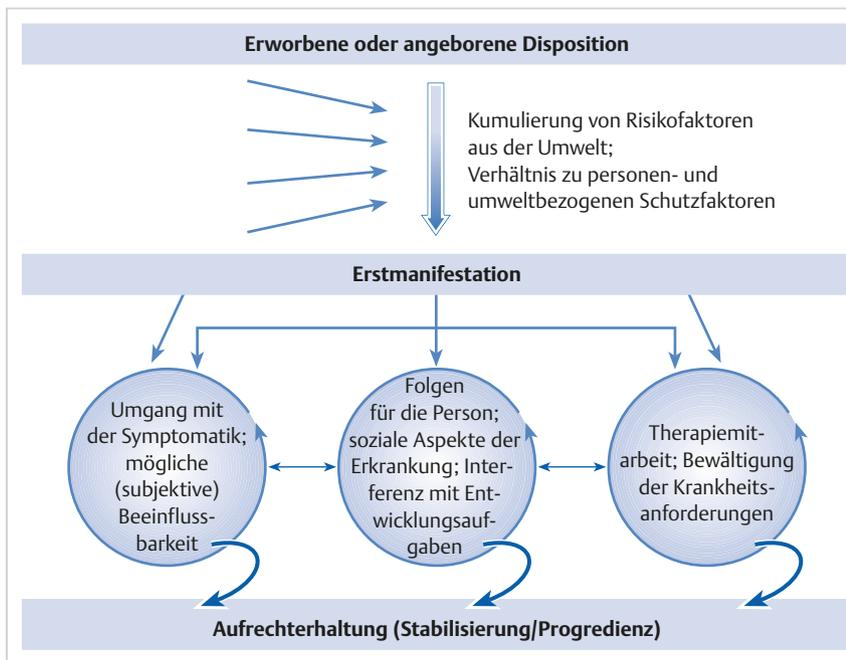 Erworbene oder angeborene Disposition
Kumulierung von Risikofaktoren
aus der Umwelt;
Verhältnis zu personen- und
umweltbezogenen Schutzfaktoren
Erstmanifestation
Umgang mit
der Symptomatik;
mögliche
(subjektive)
Beeinfluss-
barkeit
Folgen
für die Person;
soziale Aspekte der
Erkrankung; Inter-
ferenz mit Ent-
wicklungsauf-
gaben
Therapiemit-
arbeit; Bewältigung
der Krankheits-
anforderungen
Aufrechterhaltung (Stabilisierung/Progredienz)